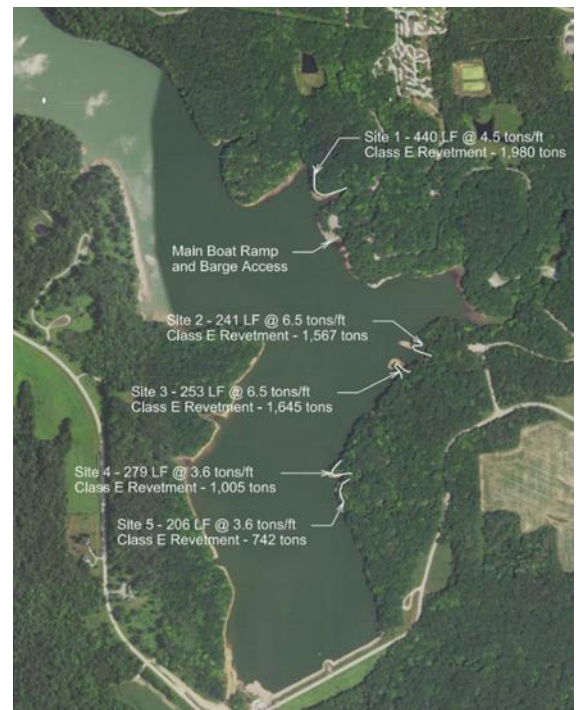 Site 1 - 440 LF @ 4.5 tons/ft
Class E Revetment - 1,980 tons
Main Boat Ramp
and Barge Access
Site 2 - 241 LF @ 6.5 tons/ft
Class E Revetment - 1,567 tons
Site 3 - 253 LF @ 6.5 tons/ft
Class E Revetment - 1,645 tons
Site 4 - 279 LF @ 3.6 tons/ft
Class E Revetment - 1,005 tons
Site 5 - 206 LF @ 3.6 tons/ft
Class E Revetment - 742 tons